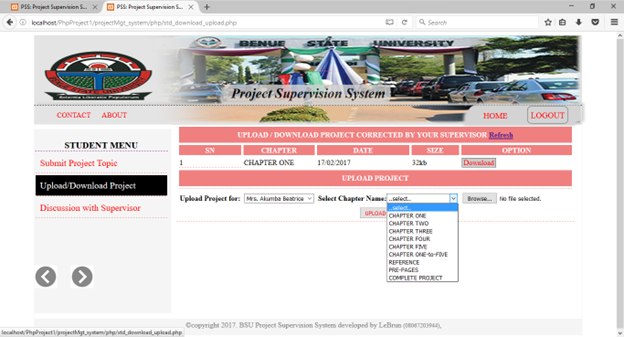 PSS: Project Supervision S
PSS: Project Supervision S
localhost/PhpProject1/projectMgt_system/php/std_download_upload.php
Search
BENUE STATE UNIVERSITY
Project Supervision System
CONTACT ABOUT
HOME LOGOUT
STUDENT MENU
Submit Project Topic
Upload/Download Project
Discussion with Supervisor
UPLOAD / DOWNLOAD PROJECT CORRECTED BY YOUR SUPERVISOR Refresh
SN CHAPTER DATE SIZE OPTION
1 CHAPTER ONE 17/02/2017 32kb Download
UPLOAD PROJECT
Upload Project for: Mrs, Akumba Beatrice Select Chapter Name: ..select.. Browse... No file selected.
UPLOAD
..select..
CHAPTER ONE
CHAPTER TWO
CHAPTER THREE
CHAPTER FOUR
CHAPTER FIVE
CHAPTER ONE-to-FIVE
REFERENCE
PRE-PAGES
COMPLETE PROJECT
©copyright 2017. BSU Project Supervision System developed by LeBran (08067203944),
localhost/PhpProject1/projectMgt_system/php/std_download_upload.php